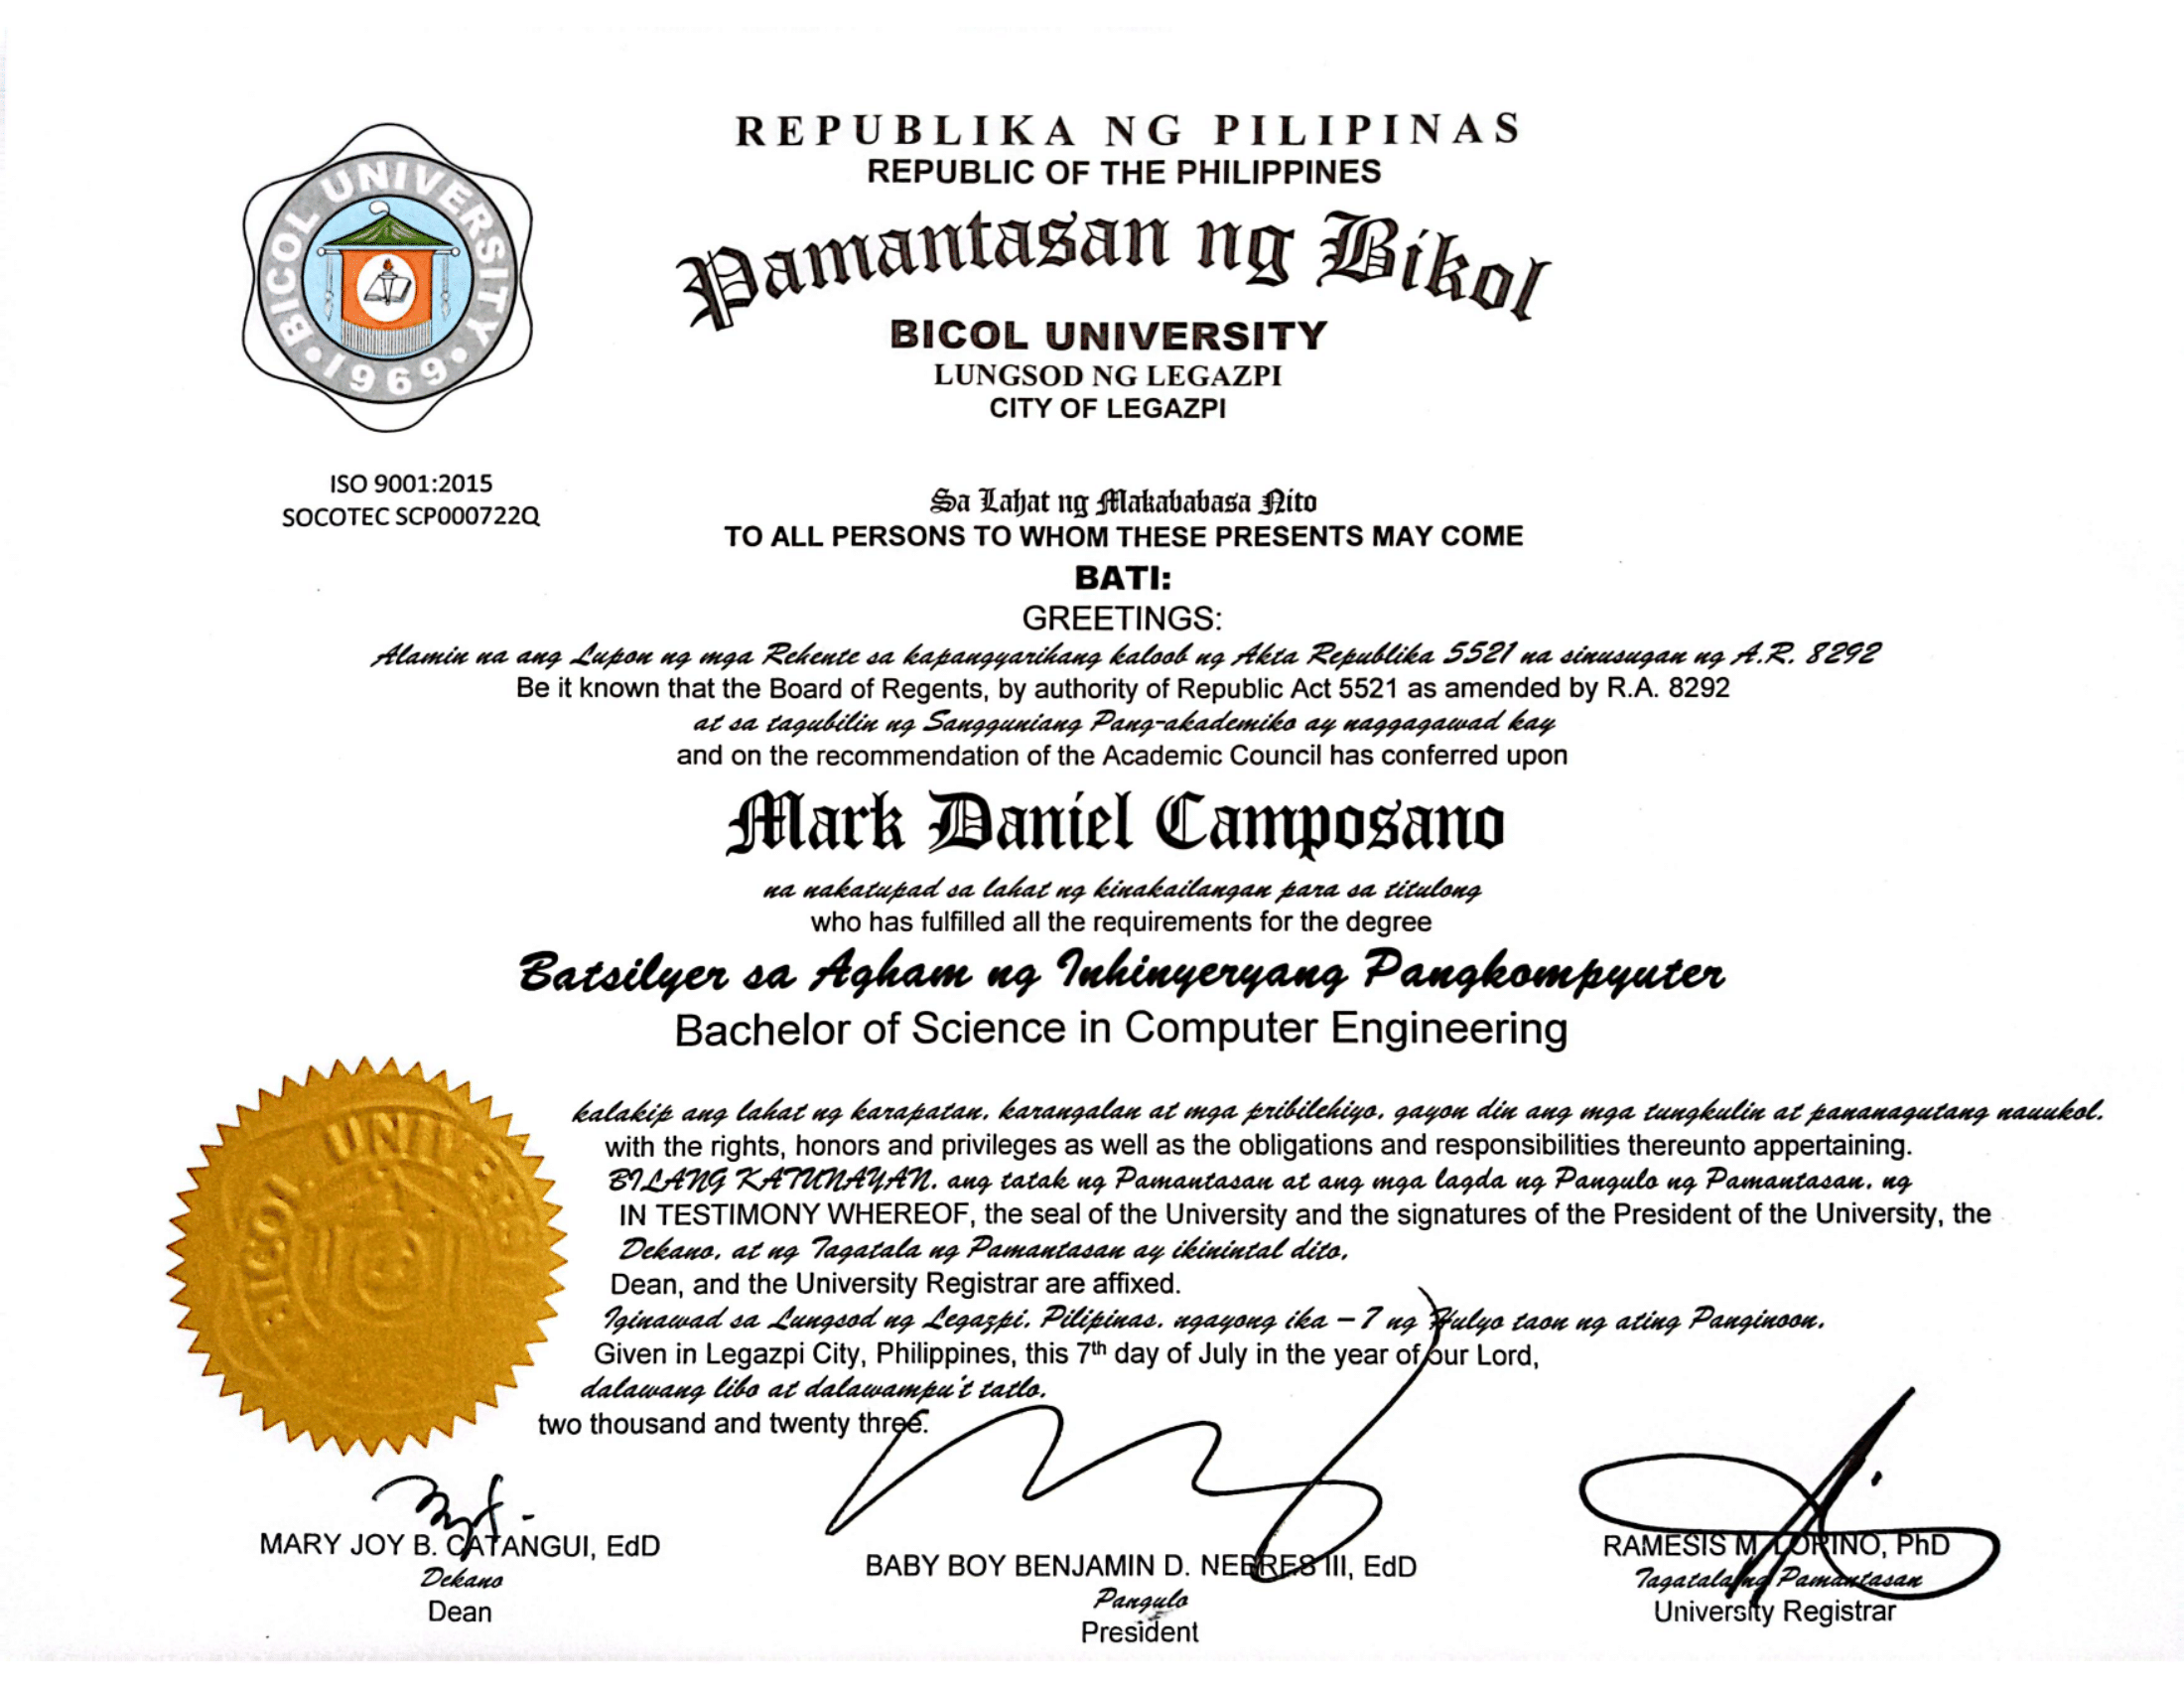 BICOL UNIVERSITY
1969
ISO 9001:2015
SOCOTEC SCP000722Q
REPUBLIKA NG PILIPINAS
REPUBLIC OF THE PHILIPPINES
Pamantasan ng Bikol
BICOL UNIVERSITY
LUNGSOD NG LEGAZPI
CITY OF LEGAZPI
Sa Lahat ng Makababasa Nito
TO ALL PERSONS TO WHOM THESE PRESENTS MAY COME
BATI:
GREETINGS:
Alamin na ang Lupon ng mga Rehente sa kapangyarihang kaloob ng Akta Republika 5521 na sinusugan ng A.R. 8292
Be it known that the Board of Regents, by authority of Republic Act 5521 as amended by R.A. 8292
at sa tagubilin ng Sangguniang Pang-akademiko ay naggagawad kay
and on the recommendation of the Academic Council has conferred upon
Mark Daniel Camposano
na nakatupad sa lahat ng kinakailangan para sa titulong
who has fulfilled all the requirements for the degree
Batsilyer sa Agham ng Inhinyeryang Pangkompyuter
Bachelor of Science in Computer Engineering
kalakip ang lahat ng karapatan, karangalan at mga pribilehiyo, gayon din ang mga tungkulin at pananagutang nauukol.
with the rights, honors and privileges as well as the obligations and responsibilities thereunto appertaining.
BILANG KATUNAYAN, ang tatak ng Pamantasan at ang mga lagda ng Pangulo ng Pamantasan, ng
IN TESTIMONY WHEREOF, the seal of the University and the signatures of the President of the University, the
Dekano, at ng Tagatala ng Pamantasan ay ikinintal dito,
Dean, and the University Registrar are affixed.
Iginawad sa Lungsod ng Legazpi, Pilipinas, ngayong ika – 7 ng Hulyo taon ng ating Panginoon,
Given in Legazpi City, Philippines, this 7th day of July in the year of our Lord,
dalawang libo at dalawampu't tatlo.
two thousand and twenty three.
MARY JOY B. CATANGUI, EdD
Dekano
Dean
BABY BOY BENJAMIN D. NEBRES III, EdD
Pangulo
President
RAMESIS M. LORINO, PhD
Tagatala ng Pamantasan
University Registrar